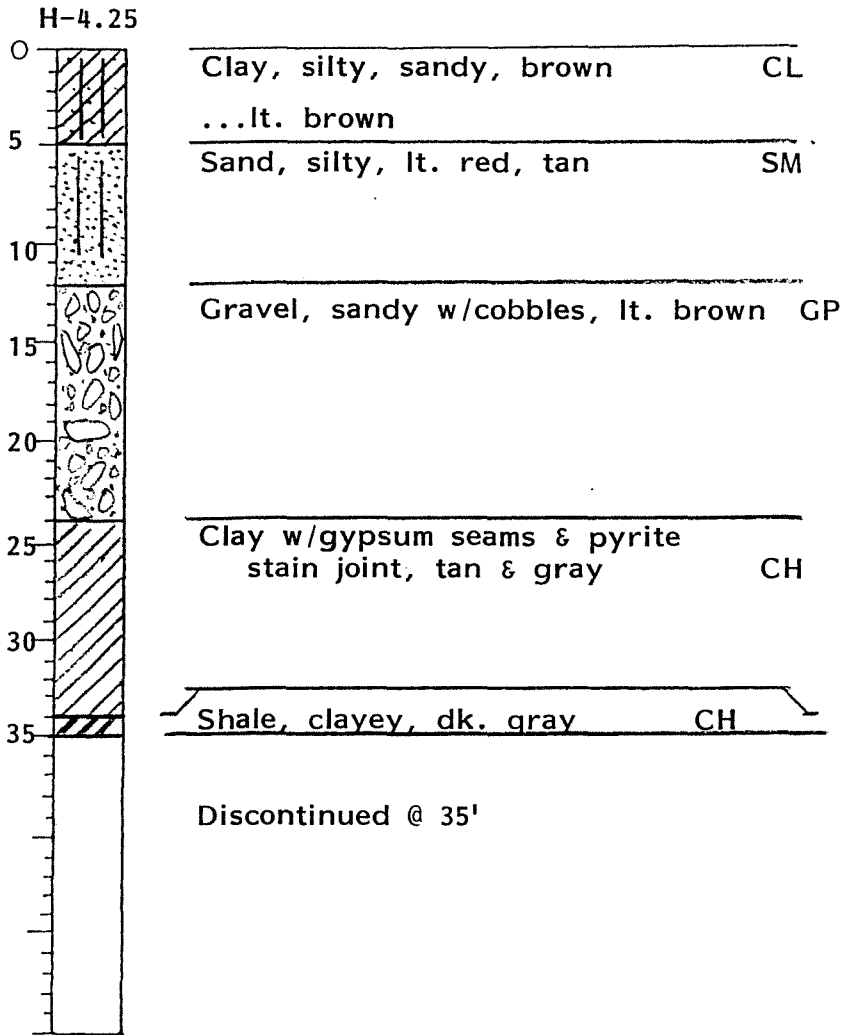 H-4.25
0
Clay, silty, sandy, brown CL
...lt. brown
5
Sand, silty, lt. red, tan SM
10
Gravel, sandy w/cobbles, lt. brown GP
15
20
Clay w/gypsum seams & pyrite
25
stain joint, tan & gray CH
30
Shale, clayey, dk. gray CH
35
Discontinued @ 35'